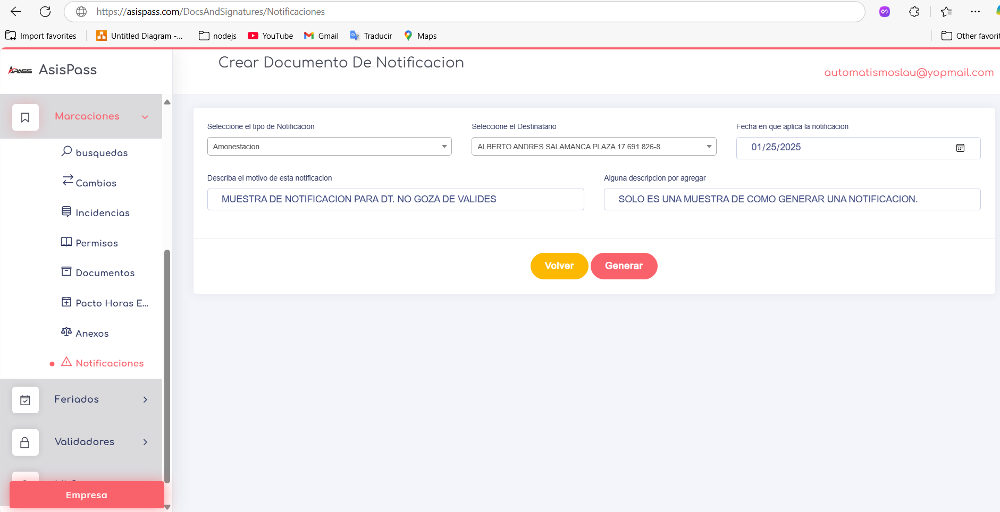 https://asispass.com/DocsAndSignatures/Notificaciones
Import favorites
Untitled Diagram -...
nodejs
YouTube
Gmail
Traducir
Maps
Other favorit
APASS AsisPass
Crear Documento De Notificacion
automatismoslau@yopmail.com
Marcaciones
busquedas
Cambios
Incidencias
Permisos
Documentos
Pacto Horas E...
Anexos
Notificaciones
Feriados
Validadores
Empresa
Seleccione el tipo de Notificacion
Amonestacion
Seleccione el Destinatario
ALBERTO ANDRES SALAMANCA PLAZA 17.691.826-8
Fecha en que aplica la notificacion
01/25/2025
Describa el motivo de esta notificacion
MUESTRA DE NOTIFICACION PARA DT. NO GOZA DE VALIDES
Alguna descripcion por agregar
SOLO ES UNA MUESTRA DE COMO GENERAR UNA NOTIFICACION.
Volver
Generar